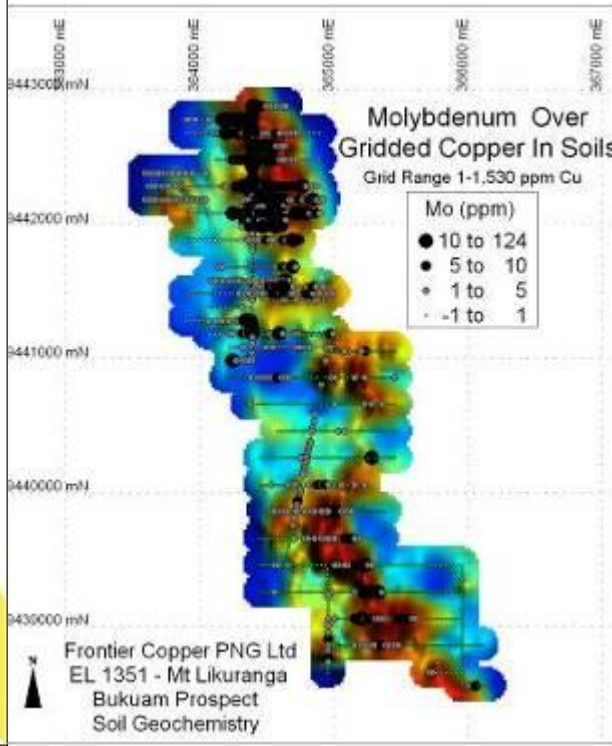 363000 mE
364000 mE
365000 mE
366000 mE
367000 mE
9443000 mN
Molybdenum Over
Gridded Copper In Soils
Grid Range 1-1,530 ppm Cu
Mo (ppm)
10 to 124
5 to 10
1 to 5
-1 to 1
9442000 mN
9441000 mN
9440000 mN
9439000 mN
N
Frontier Copper PNG Ltd
EL 1351 - Mt Likuranga
Bukuam Prospect
Soil Geochemistry